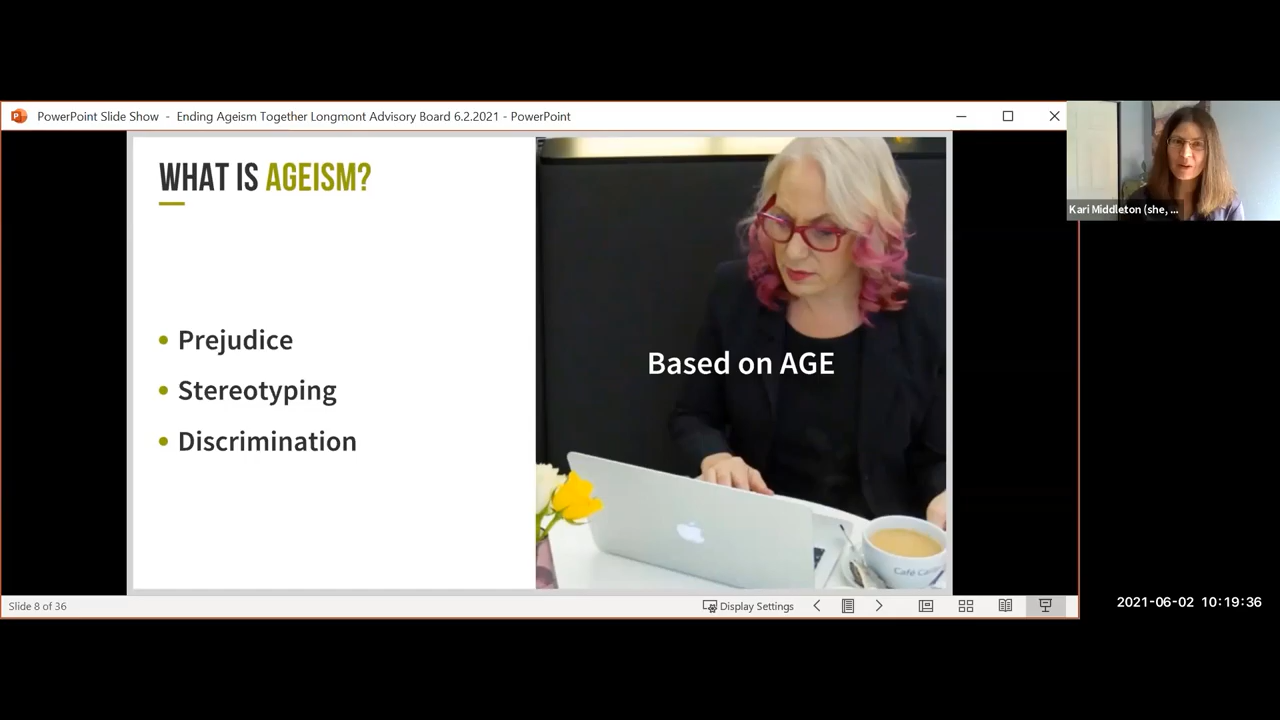 PowerPoint Slide Show - Ending Ageism Together Longmont Advisory Board 6.2.2021 - PowerPoint
Kari Middleton (she, ...
WHAT IS AGEISM?
Prejudice
Stereotyping
Discrimination
Based on AGE
Café
Slide 8 of 36
Display Settings
2021-06-02 10:19:36